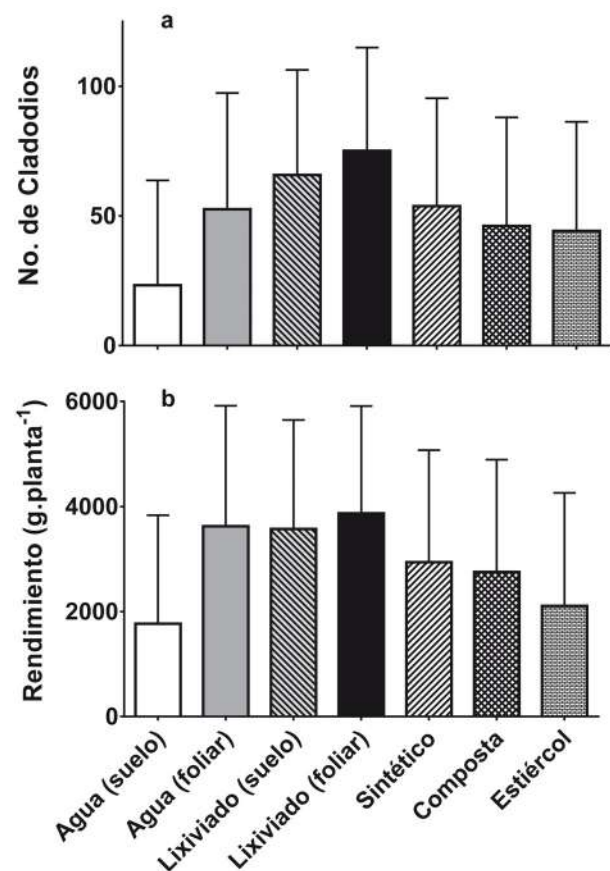 a
No. de Cladodios
100
50
0
b
Rendimiento (g.planta-1)
6000
4000
2000
0
Agua (suelo)
Agua (foliar)
Lixiviado (suelo)
Lixiviado (foliar)
Sintético
Composta
Estiércol